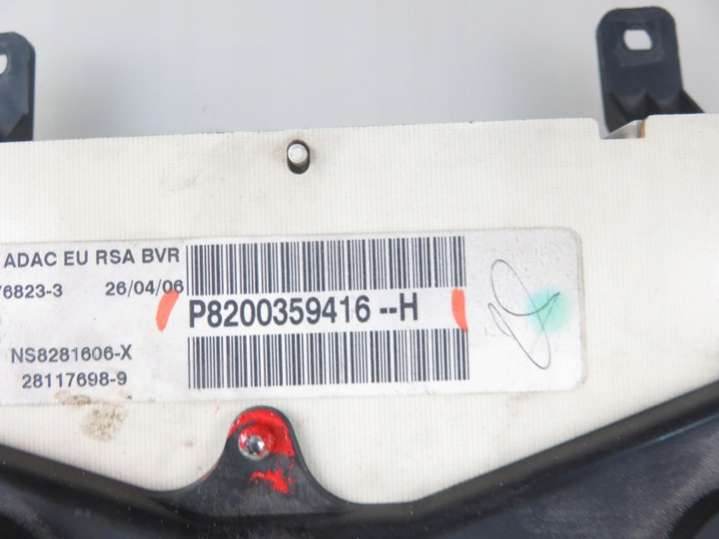 ADAC EU RSA BVR
76823-3 26/04/06
P8200359416--H
NS8281606-X
28117698-9